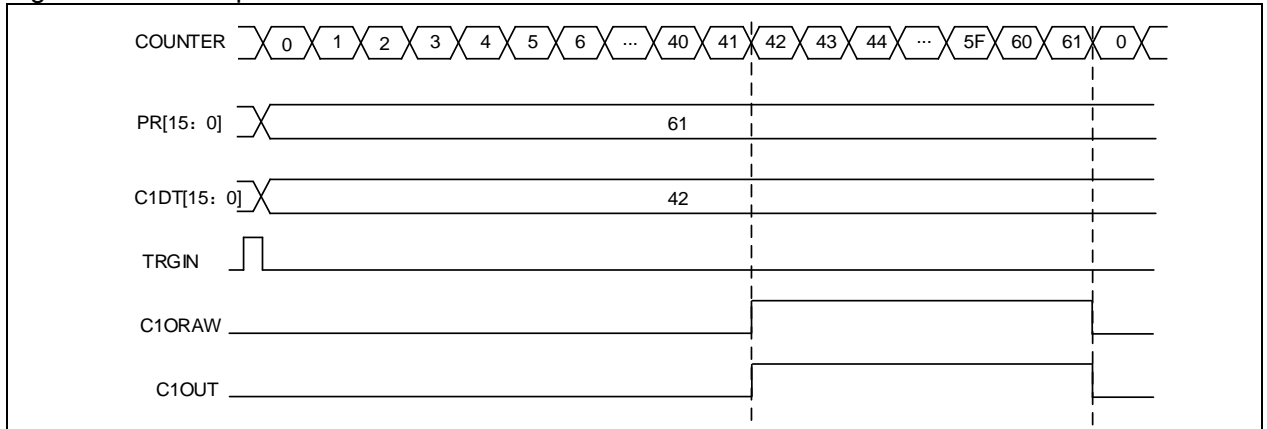 COUNTER 0 1 2 3 4 5 6 ... 40 41 42 43 44 ... 5F 60 61 0
PR[15：0] 61
C1DT[15：0] 42
TRGIN
C1ORAW
C1OUT